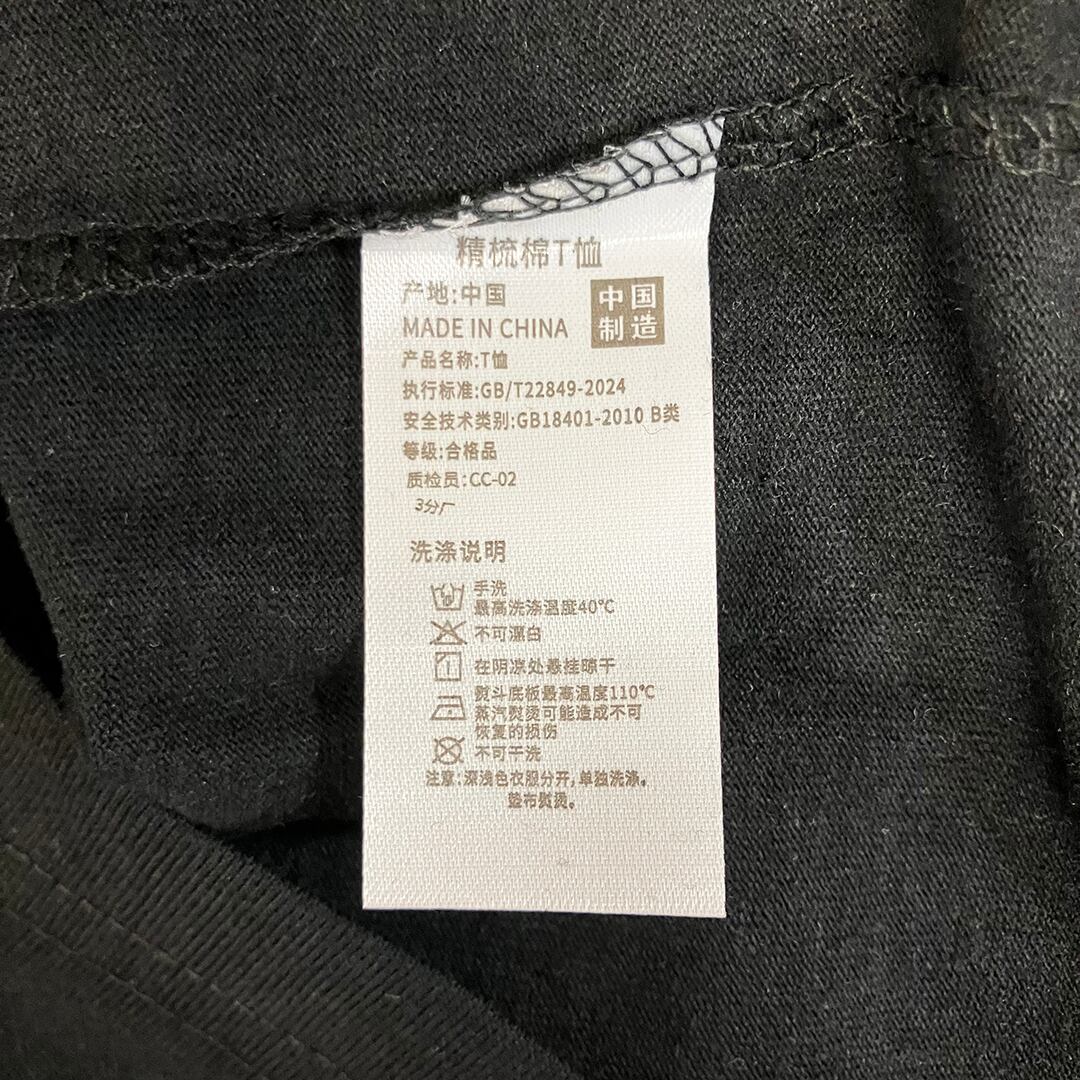 精梳棉T恤
产地:中国
MADE IN CHINA
中国
制造
产品名称:T恤
执行标准:GB/T22849-2024
安全技术类别:GB18401-2010 B类
等级:合格品
质检员:CC-02
3分厂
洗涤说明
手洗
最高洗涤温度40℃
不可漂白
在阴凉处悬挂晾干
熨斗底板最高温度110℃
蒸汽熨烫可能造成不可
恢复的损伤
不可干洗
注意:深浅色衣服分开,单独洗涤。
垫布熨烫。